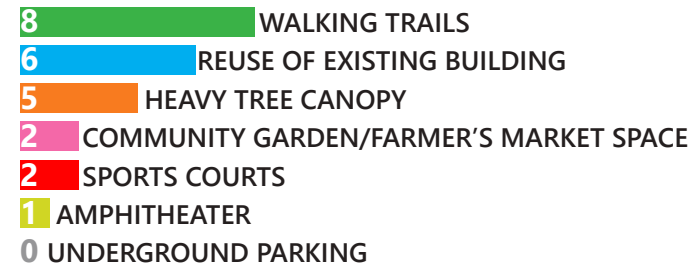 8 WALKING TRAILS
6 REUSE OF EXISTING BUILDING
5 HEAVY TREE CANOPY
2 COMMUNITY GARDEN/FARMER’S MARKET SPACE
2 SPORTS COURTS
1 AMPHITHEATER
0 UNDERGROUND PARKING